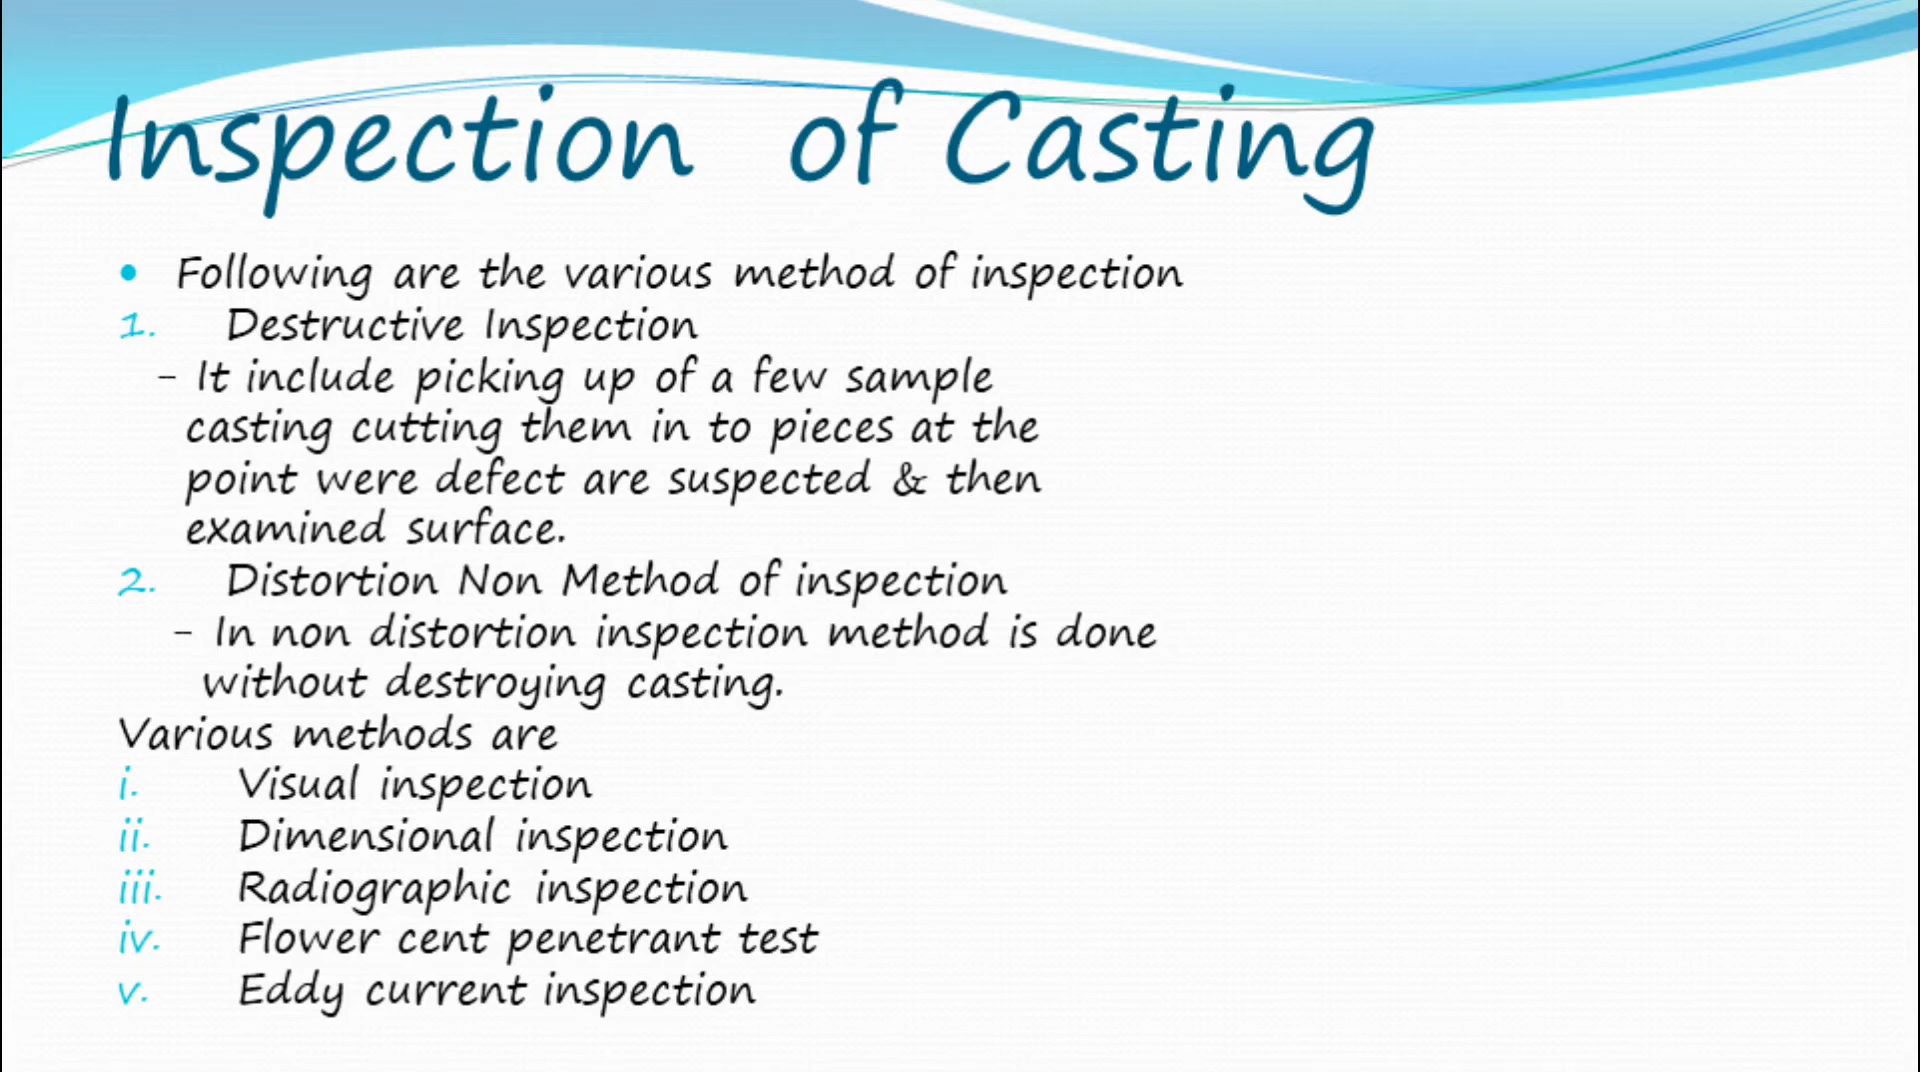 Inspection of Casting
• Following are the various method of inspection
1. Destructive Inspection
- It include picking up of a few sample
casting cutting them in to pieces at the
point were defect are suspected & then
examined surface.
2. Distortion Non Method of inspection
- In non distortion inspection method is done
without destroying casting.
Various methods are
i. Visual inspection
ii. Dimensional inspection
iii. Radiographic inspection
iv. Flower cent penetrant test
v. Eddy current inspection